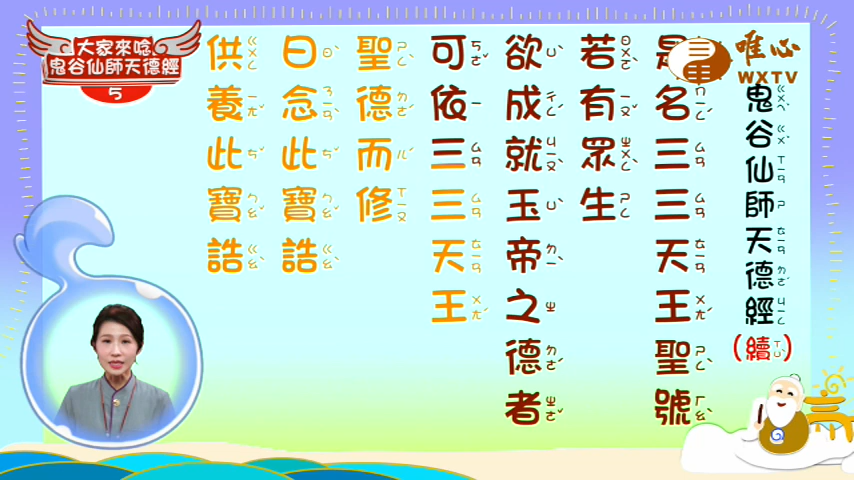 大家來唸
鬼谷仙師天德經
5
唯心
WXTV
鬼谷仙師天德經
(續)
是名三三天王聖號
若有眾生
欲成就玉帝之德者
可依三三天王
聖德而修
日念此寶誥
供養此寶誥